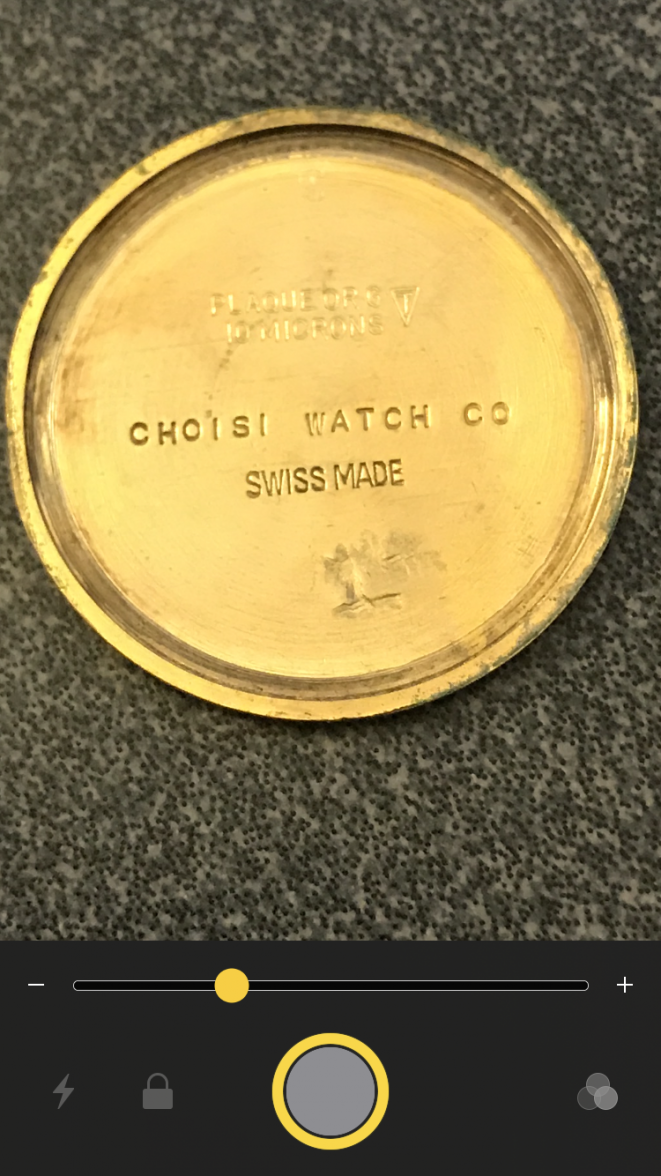 PLAQUE OR G
10 MICRONS
CHOISI WATCH CO
SWISS MADE